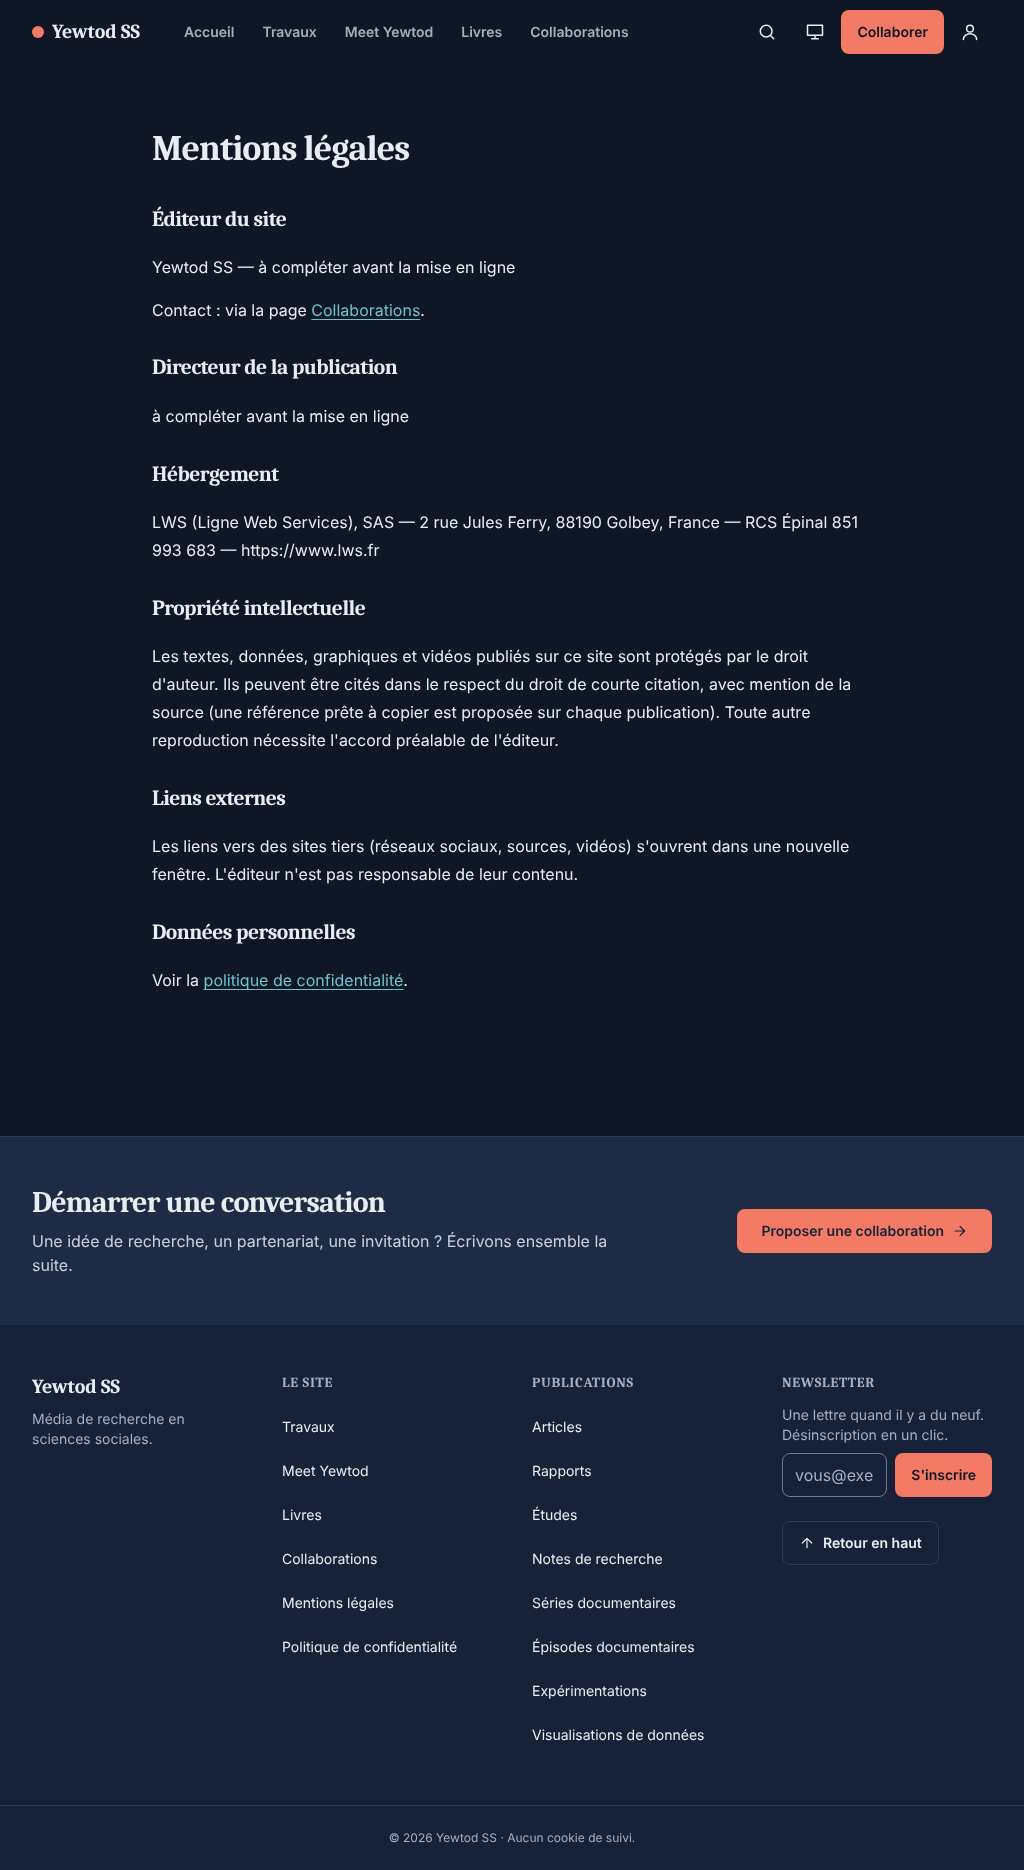 Yewtod SS
Accueil
Travaux
Meet Yewtod
Livres
Collaborations
Collaborer
Mentions légales
Éditeur du site
Yewtod SS — à compléter avant la mise en ligne
Contact : via la page Collaborations.
Directeur de la publication
à compléter avant la mise en ligne
Hébergement
LWS (Ligne Web Services), SAS — 2 rue Jules Ferry, 88190 Golbey, France — RCS Épinal 851
993 683 — https://www.lws.fr
Propriété intellectuelle
Les textes, données, graphiques et vidéos publiés sur ce site sont protégés par le droit
d'auteur. Ils peuvent être cités dans le respect du droit de courte citation, avec mention de la
source (une référence prête à copier est proposée sur chaque publication). Toute autre
reproduction nécessite l'accord préalable de l'éditeur.
Liens externes
Les liens vers des sites tiers (réseaux sociaux, sources, vidéos) s'ouvrent dans une nouvelle
fenêtre. L'éditeur n'est pas responsable de leur contenu.
Données personnelles
Voir la politique de confidentialité.
Démarrer une conversation
Une idée de recherche, un partenariat, une invitation ? Écrivons ensemble la
suite.
Proposer une collaboration
Yewtod SS
Média de recherche en
sciences sociales.
LE SITE
Travaux
Meet Yewtod
Livres
Collaborations
Mentions légales
Politique de confidentialité
PUBLICATIONS
Articles
Rapports
Études
Notes de recherche
Séries documentaires
Épisodes documentaires
Expérimentations
Visualisations de données
NEWSLETTER
Une lettre quand il y a du neuf.
Désinscription en un clic.
vous@exe
S'inscrire
Retour en haut
© 2026 Yewtod SS · Aucun cookie de suivi.